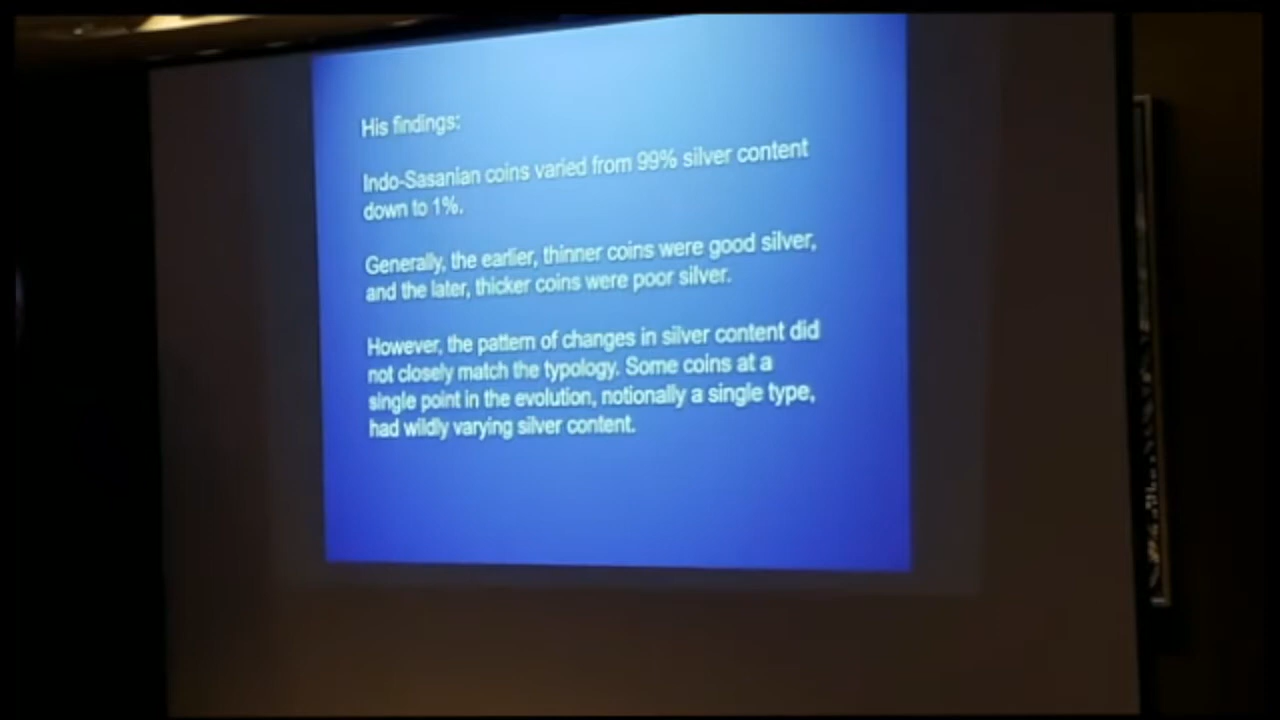 His findings:
Indo-Sasanian coins varied from 99% silver content
down to 1%.
Generally, the earlier, thinner coins were good silver,
and the later, thicker coins were poor silver.
However, the pattern of changes in silver content did
not closely match the typology. Some coins at a
single point in the evolution, notionally a single type,
had wildly varying silver content.